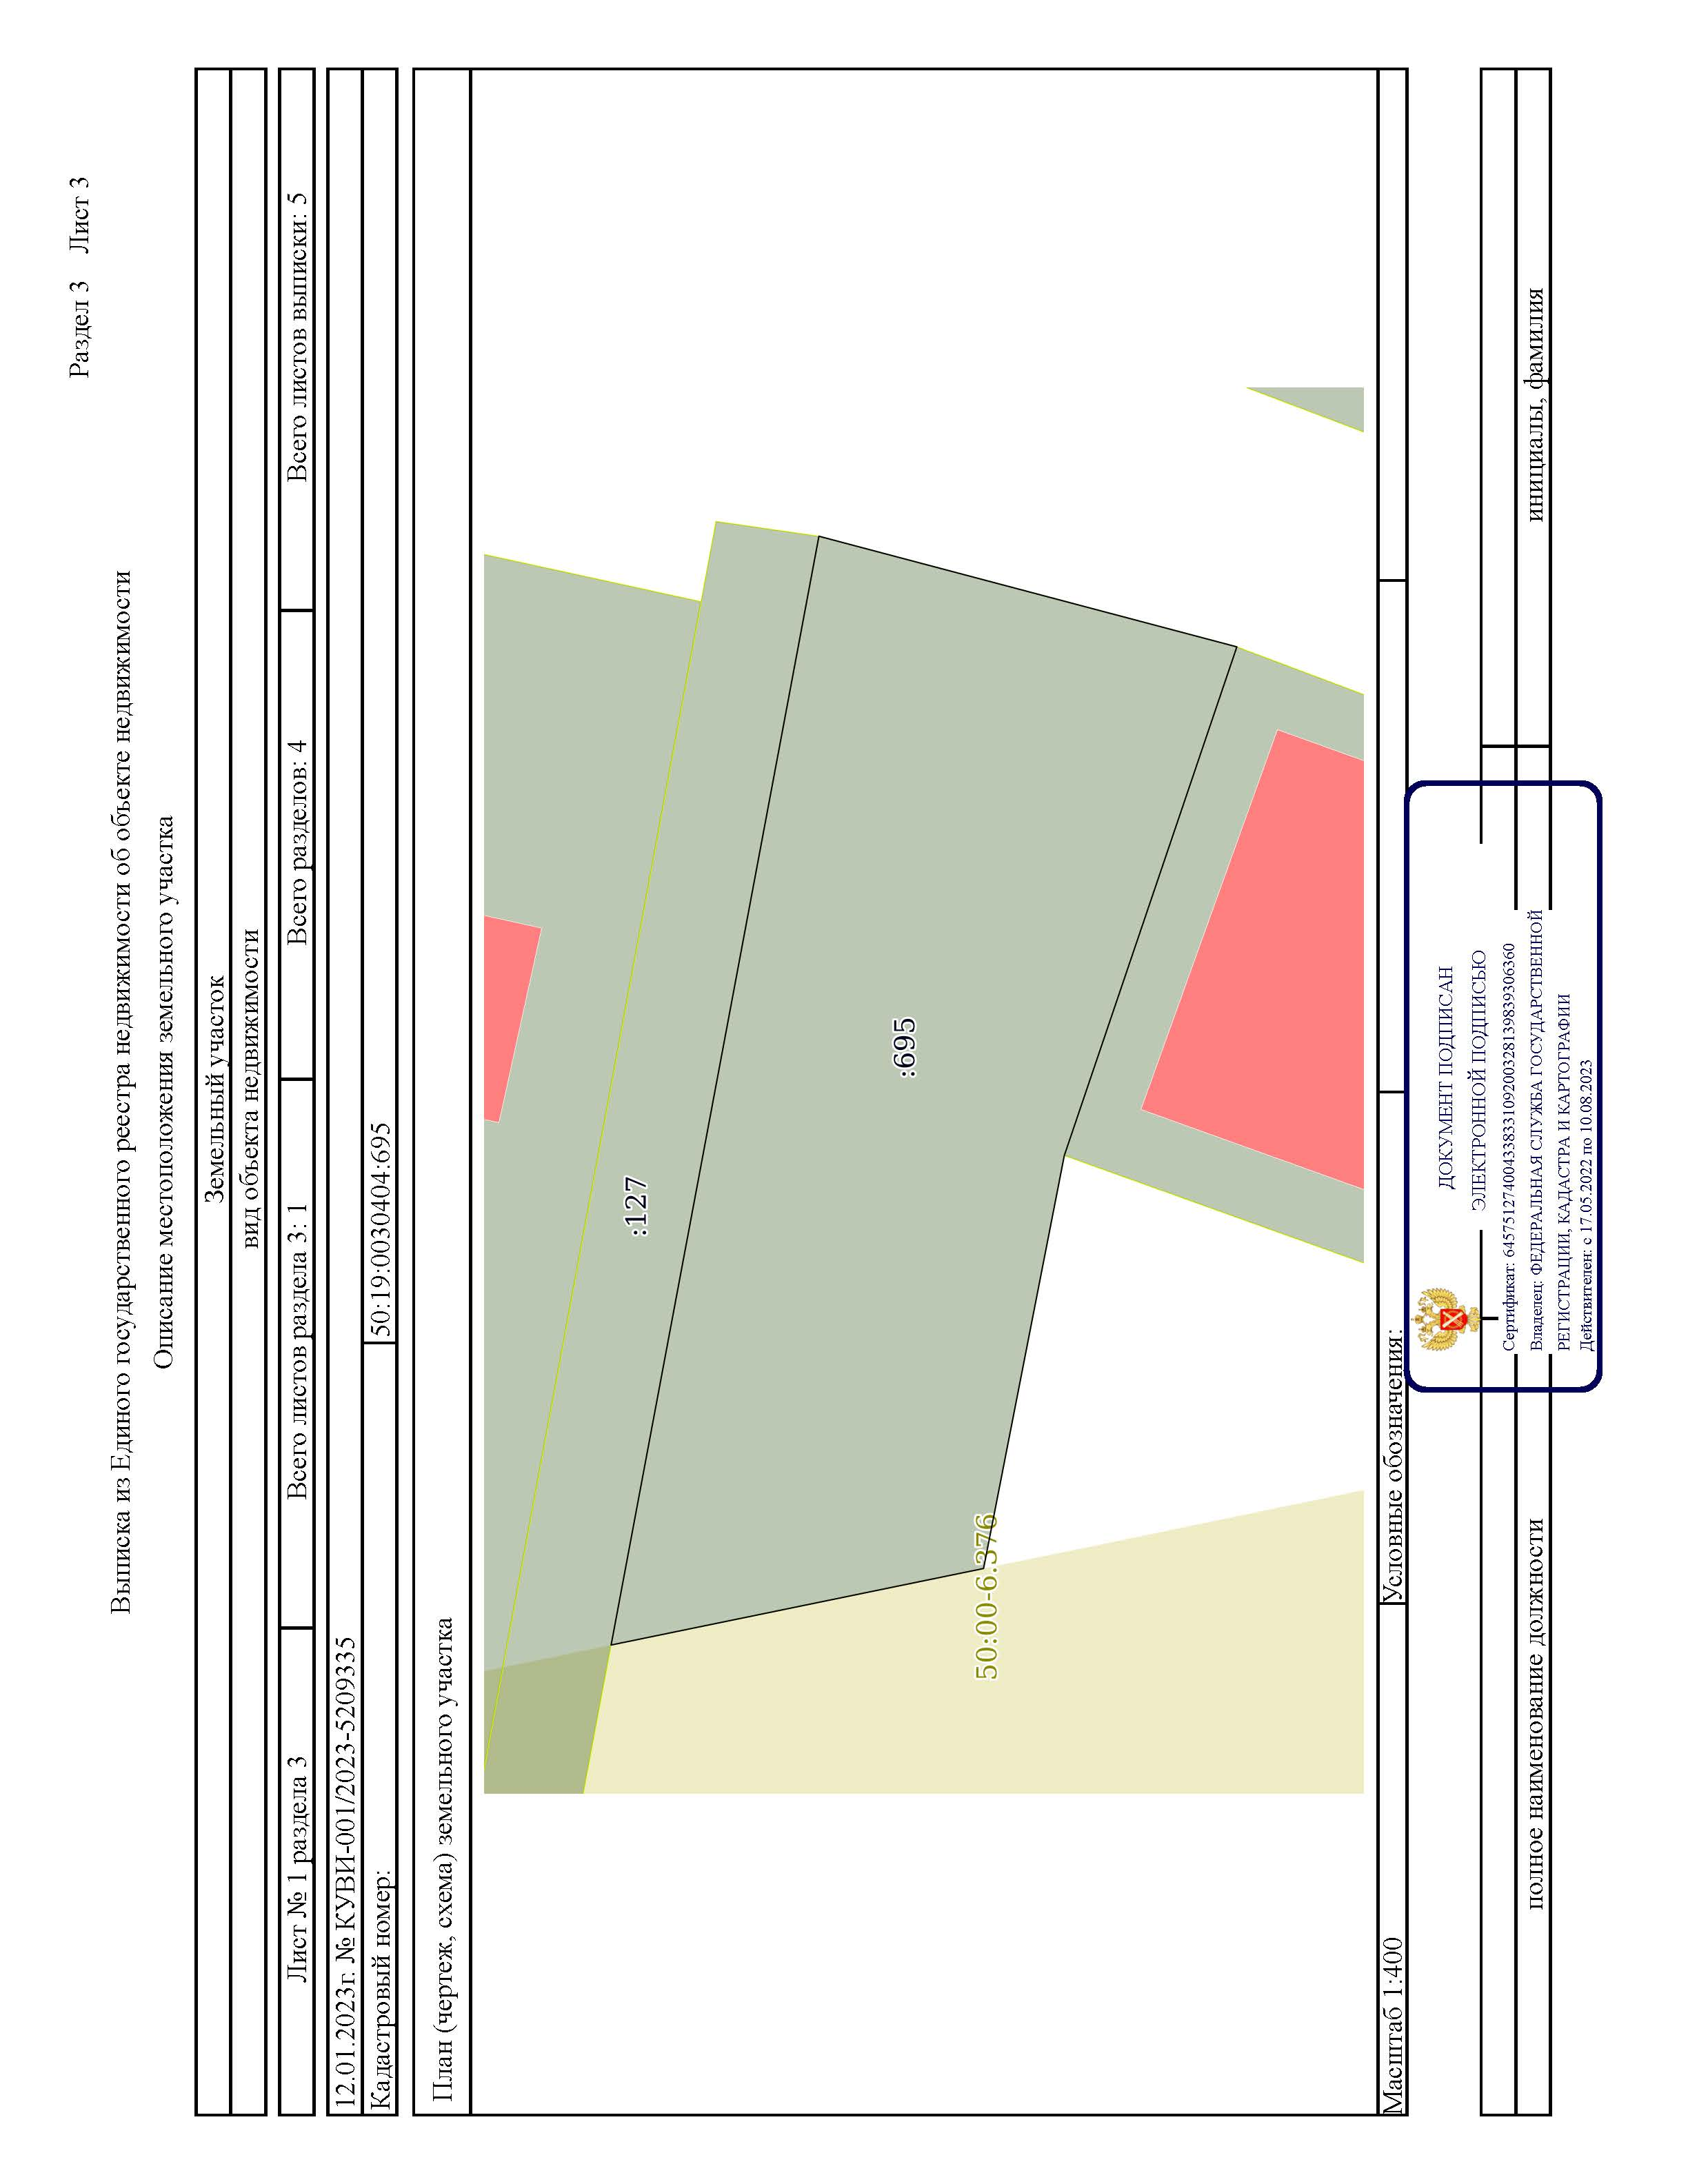 Раздел 3 Лист 3
Выписка из Единого государственного реестра недвижимости об объекте недвижимости
Описание местоположения земельного участка
Земельный участок
вид объекта недвижимости
Лист № 1 раздела 3 Всего листов раздела 3: 1 Всего разделов: 4 Всего листов выписки: 5
12.01.2023г. № КУВИ-001/2023-5209335
Кадастровый номер: 50:19:0030404:695
План (чертеж, схема) земельного участка
:127
:695
50:00-6.376
Масштаб 1:400 Условные обозначения:
ДОКУМЕНТ ПОДПИСАН
ЭЛЕКТРОННОЙ ПОДПИСЬЮ
Сертификат: 64575127400433833109200328139839306360
Владелец: ФЕДЕРАЛЬНАЯ СЛУЖБА ГОСУДАРСТВЕННОЙ
РЕГИСТРАЦИИ, КАДАСТРА И КАРТОГРАФИИ
Действителен: с 17.05.2022 по 10.08.2023
полное наименование должности инициалы, фамилия